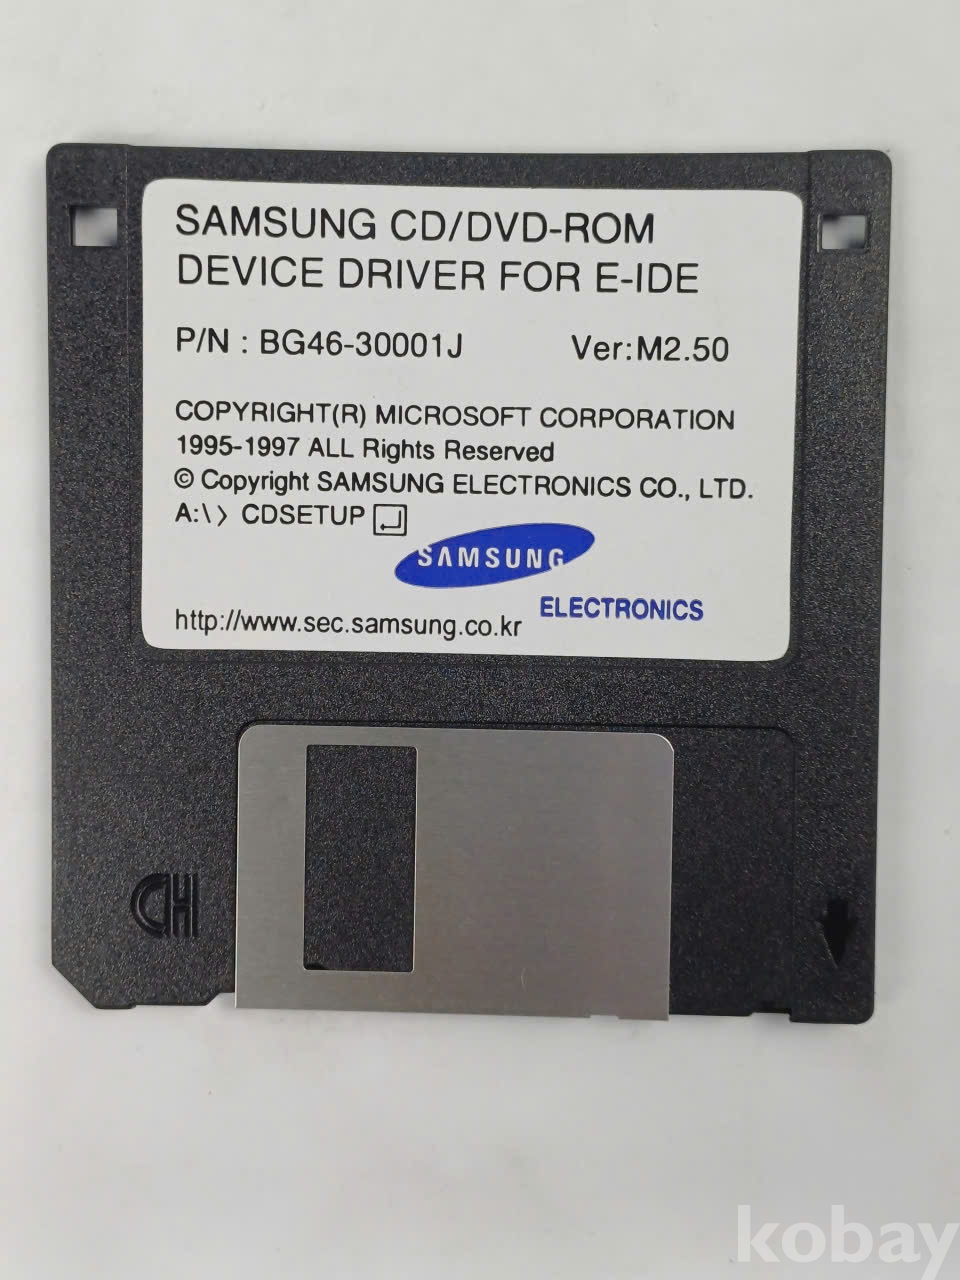 SAMSUNG CD/DVD-ROM
DEVICE DRIVER FOR E-IDE
P/N : BG46-30001J Ver:M2.50
COPYRIGHT(R) MICROSOFT CORPORATION
1995-1997 ALL Rights Reserved
© Copyright SAMSUNG ELECTRONICS CO., LTD.
A:\> CDSETUP ↵
SAMSUNG
ELECTRONICS
http://www.sec.samsung.co.kr
HD
kobay